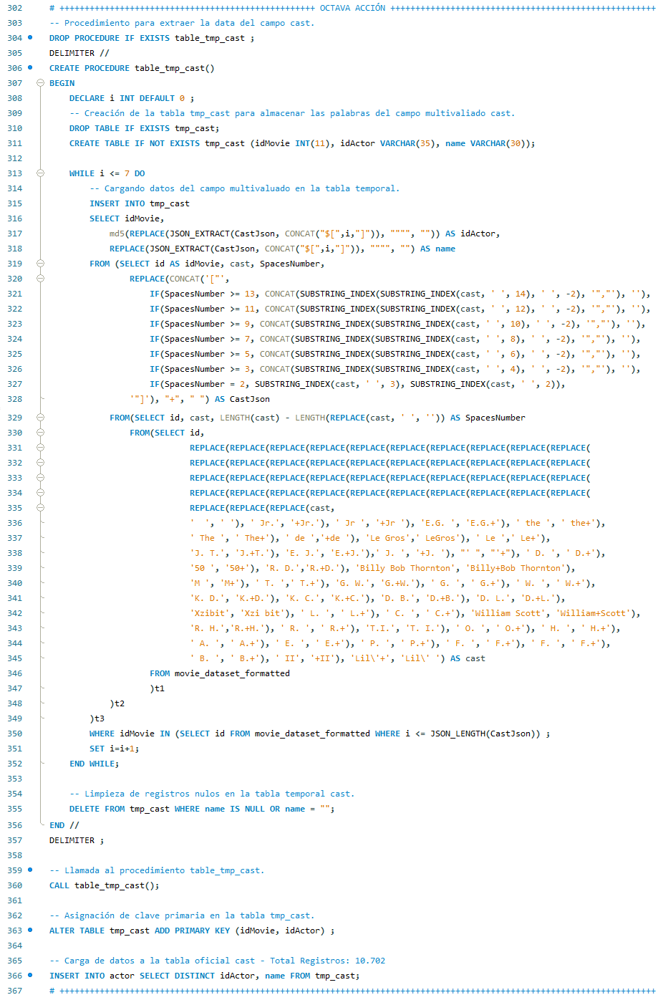 302 # +++++++++++++++++++++++++++++++++++++++++++++++++++ OCTAVA ACCIÓN +++++++++++++++++++++++++++++++++++++++++++++++++++++
303 -- Procedimiento para extraer la data del campo cast.
304 DROP PROCEDURE IF EXISTS table_tmp_cast ;
305 DELIMITER //
306 CREATE PROCEDURE table_tmp_cast()
307 BEGIN
308 DECLARE i INT DEFAULT 0 ;
309 -- Creación de la tabla tmp_cast para almacenar las palabras del campo multivaliado cast.
310 DROP TABLE IF EXISTS tmp_cast;
311 CREATE TABLE IF NOT EXISTS tmp_cast (idMovie INT(11), idActor VARCHAR(35), name VARCHAR(30));
312
313 WHILE i <= 7 DO
314 -- Cargando datos del campo multivaluado en la tabla temporal.
315 INSERT INTO tmp_cast
316 SELECT idMovie,
317 md5(REPLACE(JSON_EXTRACT(CastJson, CONCAT("$[",i,"]")), """", "")) AS idActor,
318 REPLACE(JSON_EXTRACT(CastJson, CONCAT("$[",i,"]")), """", "") AS name
319 FROM (SELECT id AS idMovie, cast, SpacesNumber,
320 REPLACE(CONCAT('["',
321 IF(SpacesNumber >= 13, CONCAT(SUBSTRING_INDEX(SUBSTRING_INDEX(cast, ' ', 14), ' ', -2), '","'), ''),
322 IF(SpacesNumber >= 11, CONCAT(SUBSTRING_INDEX(SUBSTRING_INDEX(cast, ' ', 12), ' ', -2), '","'), ''),
323 IF(SpacesNumber >= 9, CONCAT(SUBSTRING_INDEX(SUBSTRING_INDEX(cast, ' ', 10), ' ', -2), '","'), ''),
324 IF(SpacesNumber >= 7, CONCAT(SUBSTRING_INDEX(SUBSTRING_INDEX(cast, ' ', 8), ' ', -2), '","'), ''),
325 IF(SpacesNumber >= 5, CONCAT(SUBSTRING_INDEX(SUBSTRING_INDEX(cast, ' ', 6), ' ', -2), '","'), ''),
326 IF(SpacesNumber >= 3, CONCAT(SUBSTRING_INDEX(SUBSTRING_INDEX(cast, ' ', 4), ' ', -2), '","'), ''),
327 IF(SpacesNumber = 2, SUBSTRING_INDEX(cast, ' ', 3), SUBSTRING_INDEX(cast, ' ', 2)),
328 '"]'), "+", " ") AS CastJson
329 FROM(SELECT id, cast, LENGTH(cast) - LENGTH(REPLACE(cast, ' ', '')) AS SpacesNumber
330 FROM(SELECT id,
331 REPLACE(REPLACE(REPLACE(REPLACE(REPLACE(REPLACE(REPLACE(REPLACE(REPLACE(REPLACE(
332 REPLACE(REPLACE(REPLACE(REPLACE(REPLACE(REPLACE(REPLACE(REPLACE(REPLACE(REPLACE(
333 REPLACE(REPLACE(REPLACE(REPLACE(REPLACE(REPLACE(REPLACE(REPLACE(REPLACE(REPLACE(
334 REPLACE(REPLACE(REPLACE(REPLACE(REPLACE(REPLACE(REPLACE(REPLACE(REPLACE(REPLACE(
335 REPLACE(REPLACE(REPLACE(cast,
336 '  ', ' '), ' Jr.', '+Jr.'), ' Jr ', '+Jr '), 'E.G. ', 'E.G.+'), ' the ', ' the+'),
337 ' The ', ' The+'), ' de ','+de '), 'Le Gros',' LeGros'), ' Le ',' Le+'),
338 'J. T.', 'J.+T.'), 'E. J.', 'E.+J.'),' J. ', '+J. '), "' ", "'+"), ' D. ', ' D.+'),
339 '50 ', '50+'), 'R. D.','R.+D.'), 'Billy Bob Thornton', 'Billy+Bob Thornton'),
340 'M ', 'M+'), ' T. ',' T.+'), 'G. W.', 'G.+W.'), ' G. ', ' G.+'), ' W. ', ' W.+'),
341 'K. D.', 'K.+D.'), 'K. C.', 'K.+C.'), 'D. B.', 'D.+B.'), 'D. L.', 'D.+L.'),
342 'Xzibit', 'Xzi bit'), ' L. ', ' L.+'), ' C. ', ' C.+'), 'William Scott', 'William+Scott'),
343 'R. H.','R.+H.'), ' R. ', ' R.+'), 'T.I.', 'T. I.'), ' O. ', ' O.+'), ' H. ', ' H.+'),
344 ' A. ', ' A.+'), ' E. ', ' E.+'), ' P. ', ' P.+'), ' F. ', ' F.+'), ' F. ', ' F.+'),
345 ' B. ', ' B.+'), ' II', '+II'), 'Lil\'+', 'Lil\' ') AS cast
346 FROM movie_dataset_formatted
347 )t1
348 )t2
349 )t3
350 WHERE idMovie IN (SELECT id FROM movie_dataset_formatted WHERE i <= JSON_LENGTH(CastJson)) ;
351 SET i=i+1;
352 END WHILE;
353
354 -- Limpieza de registros nulos en la tabla temporal cast.
355 DELETE FROM tmp_cast WHERE name IS NULL OR name = "";
356 END //
357 DELIMITER ;
358
359 -- Llamada al procedimiento table_tmp_cast.
360 CALL table_tmp_cast();
361
362 -- Asignación de clave primaria en la tabla tmp_cast.
363 ALTER TABLE tmp_cast ADD PRIMARY KEY (idMovie, idActor) ;
364
365 -- Carga de datos a la tabla oficial cast - Total Registros: 10.702
366 INSERT INTO actor SELECT DISTINCT idActor, name FROM tmp_cast;
367 # +++++++++++++++++++++++++++++++++++++++++++++++++++++++++++++++++++++++++++++++++++++++++++++++++++++++++++++++++++++++